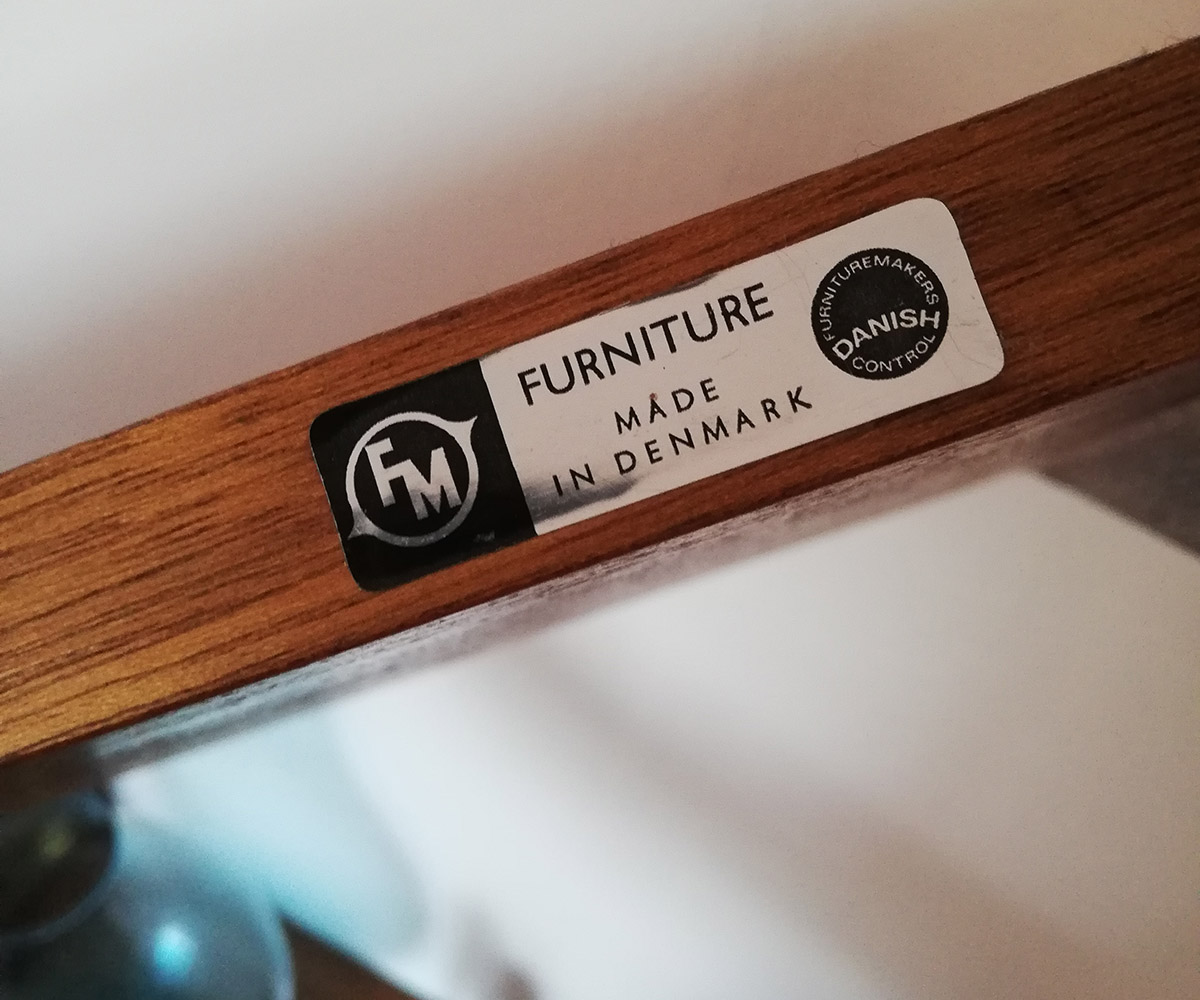 FM
FURNITURE
MADE
IN DENMARK
FURNITUREMAKERS
DANISH
CONTROL